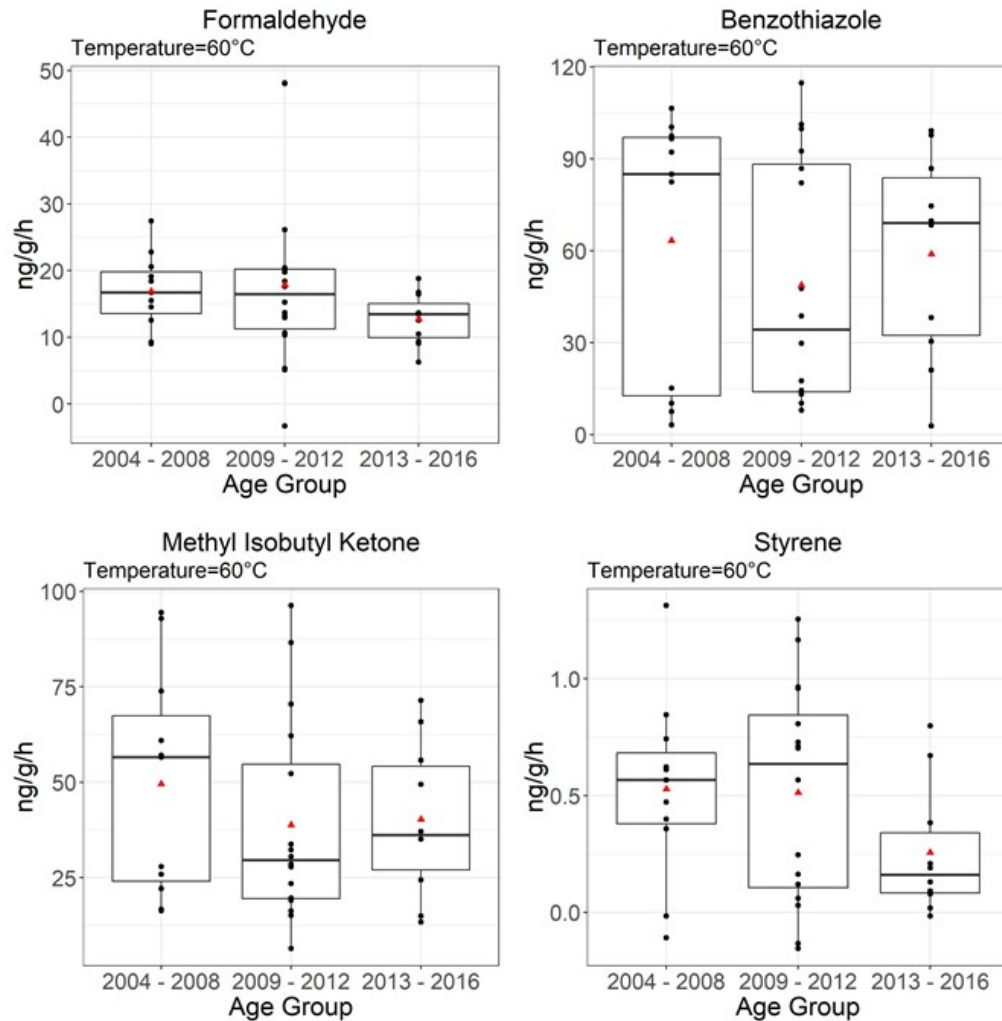 Formaldehyde
Temperature=60°C
50
40
30
20
10
0
ng/g/h
2004 - 2008 2009 - 2012 2013 - 2016
Age Group
Benzothiazole
Temperature=60°C
120
90
60
30
0
ng/g/h
2004 - 2008 2009 - 2012 2013 - 2016
Age Group
Methyl Isobutyl Ketone
Temperature=60°C
100
75
50
25
ng/g/h
2004 - 2008 2009 - 2012 2013 - 2016
Age Group
Styrene
Temperature=60°C
1.0
0.5
0.0
ng/g/h
2004 - 2008 2009 - 2012 2013 - 2016
Age Group